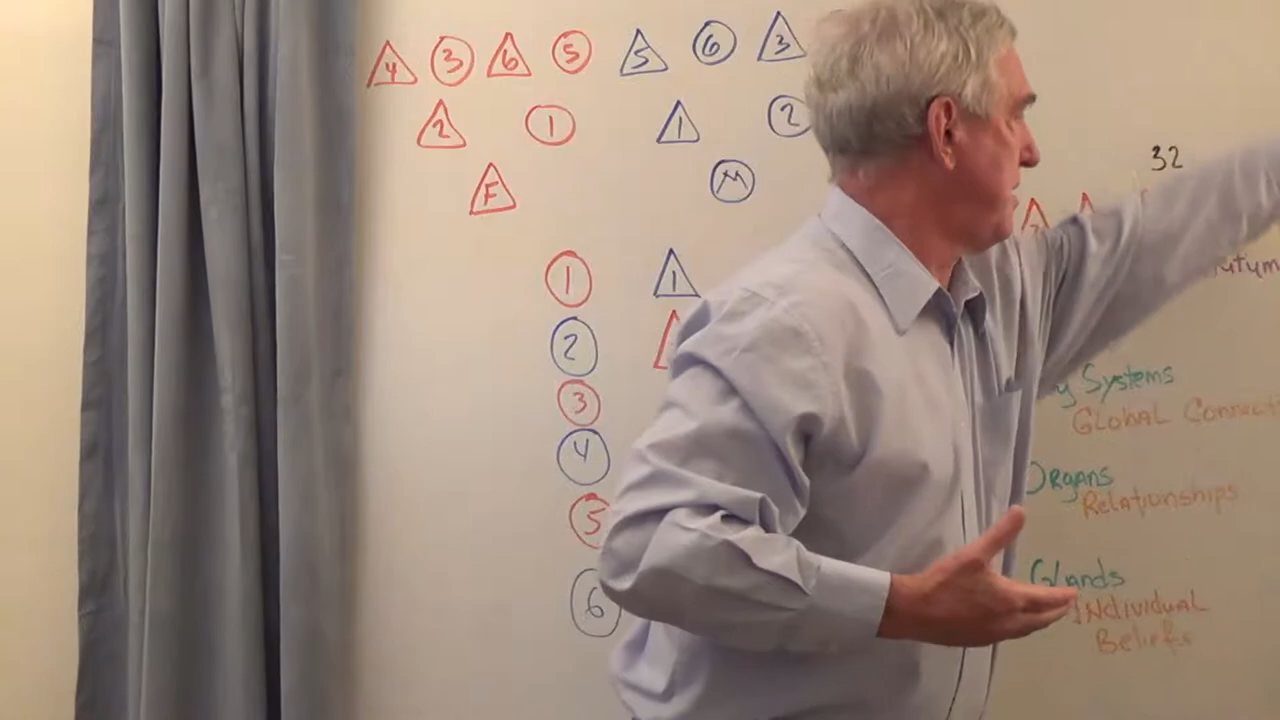 4 3 6 5 5 6 3
2 1 1 2
F M
32
1 1
2
3
4
5
6
Systems
Global Connect
Organs
Relationships
Glands
Individual
Beliefs